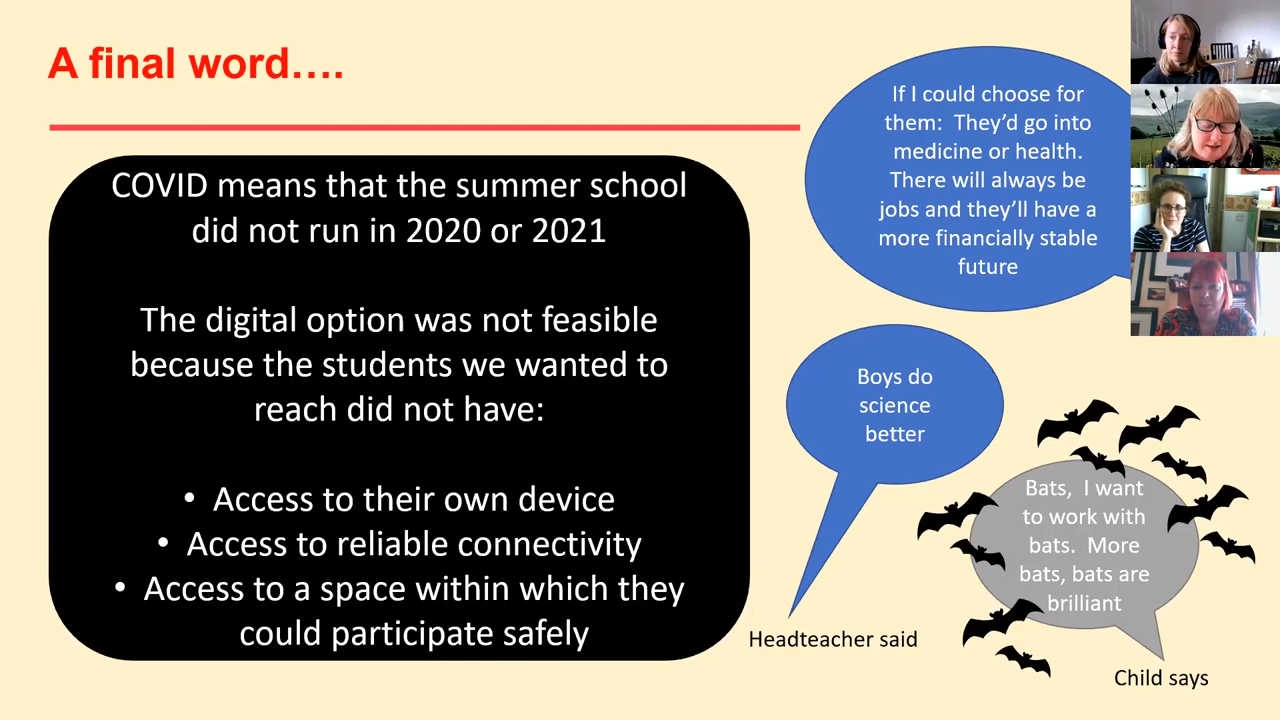 A final word….
COVID means that the summer school
did not run in 2020 or 2021
The digital option was not feasible
because the students we wanted to
reach did not have:
• Access to their own device
• Access to reliable connectivity
• Access to a space within which they
could participate safely
If I could choose for
them: They’d go into
medicine or health.
There will always be
jobs and they’ll have a
more financially stable
future
Boys do
science
better
Headteacher said
Bats, I want
to work with
bats. More
bats, bats are
brilliant
Child says